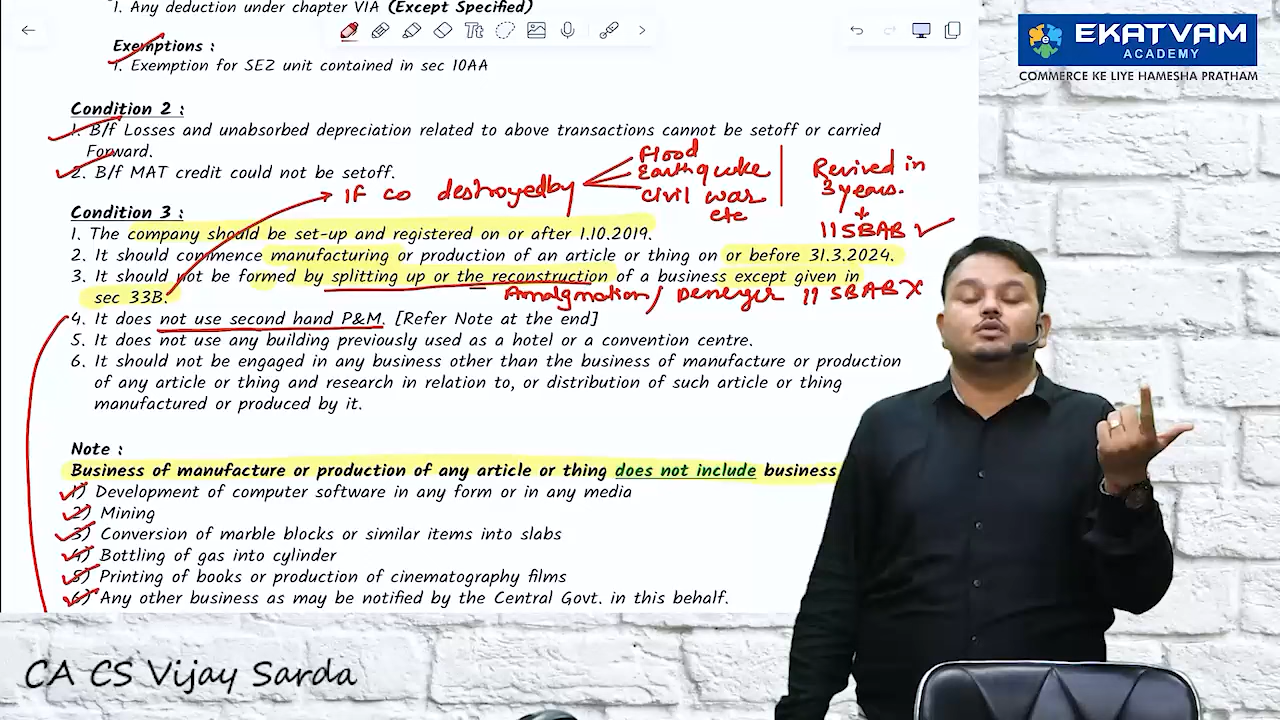 1. Any deduction under chapter VIA (Except Specified)
Exemptions :
1. Exemption for SEZ unit contained in sec 10AA
Condition 2 :
1. B/f Losses and unabsorbed depreciation related to above transactions cannot be setoff or carried
Forward.
2. B/f MAT credit could not be setoff.
If co destroyed by
Flood
Earthquake
Civil war
etc
Revived in
3 years.
+
115BAB ✓
Condition 3 :
1. The company should be set-up and registered on or after 1.10.2019.
2. It should commence manufacturing or production of an article or thing on or before 31.3.2024.
3. It should not be formed by splitting up or the reconstruction of a business except given in
sec 33B.
Amalgmation / Demerger 115BAB X
4. It does not use second hand P&M. [Refer Note at the end]
5. It does not use any building previously used as a hotel or a convention centre.
6. It should not be engaged in any business other than the business of manufacture or production
of any article or thing and research in relation to, or distribution of such article or thing
manufactured or produced by it.
Note :
Business of manufacture or production of any article or thing does not include business
1) Development of computer software in any form or in any media
2) Mining
3) Conversion of marble blocks or similar items into slabs
4) Bottling of gas into cylinder
5) Printing of books or production of cinematography films
6) Any other business as may be notified by the Central Govt. in this behalf.
EKATVAM
ACADEMY
COMMERCE KE LIYE HAMESHA PRATHAM
CA CS Vijay Sarda